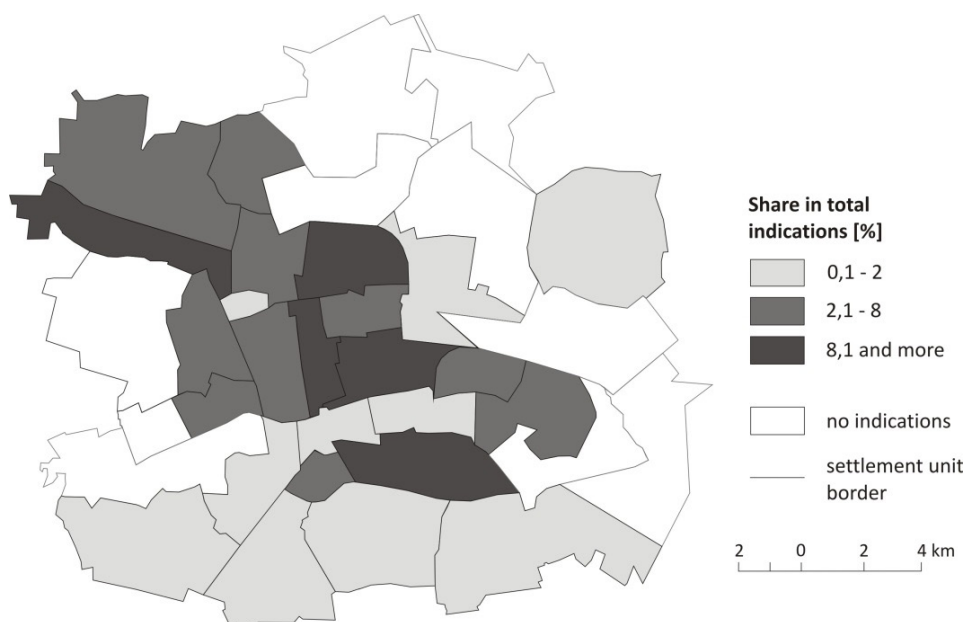 Share in total
indications [%]
0,1 - 2
2,1 - 8
8,1 and more
no indications
settlement unit
border
2 0 2 4 km